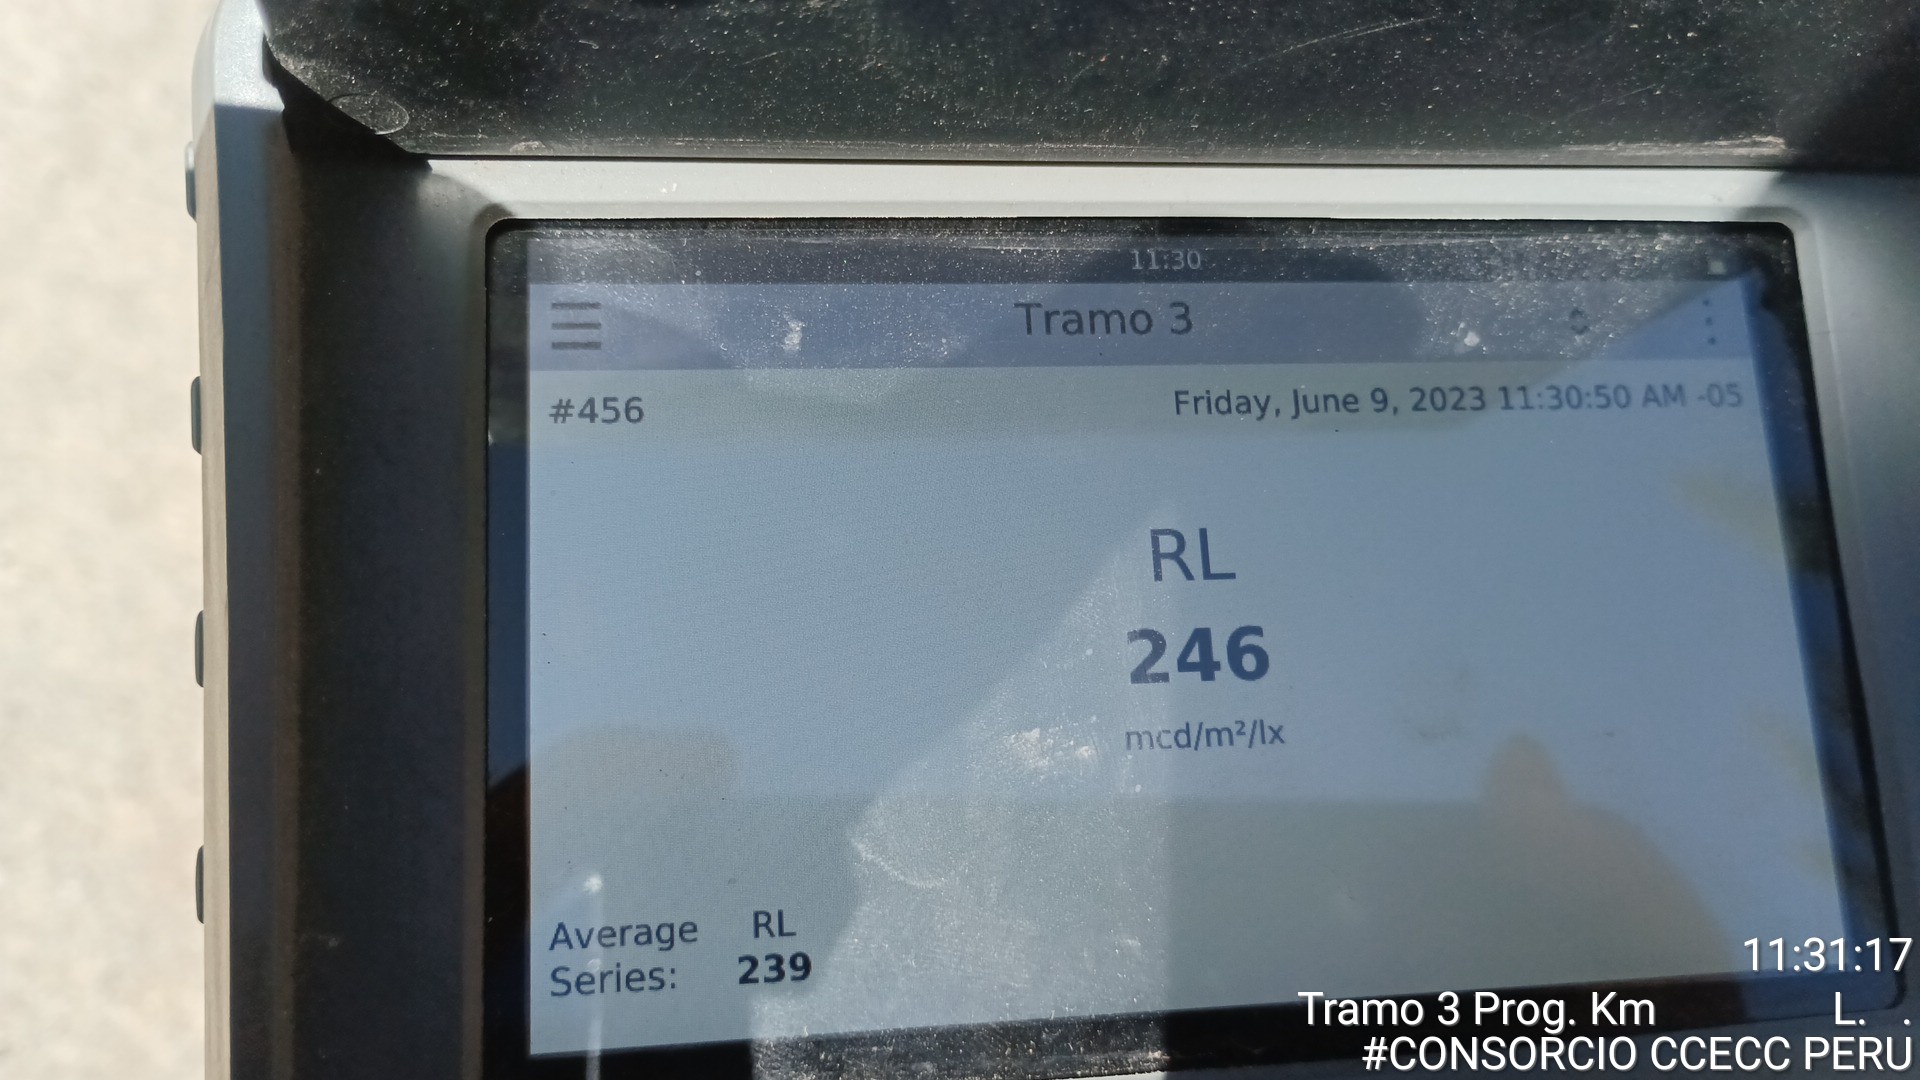 11:30
Tramo 3
#456
Friday, June 9, 2023 11:30:50 AM -05
RL
246
mcd/m²/lx
Average RL
Series: 239
11:31:17
Tramo 3 Prog. Km L. .
#CONSORCIO CCECC PERU